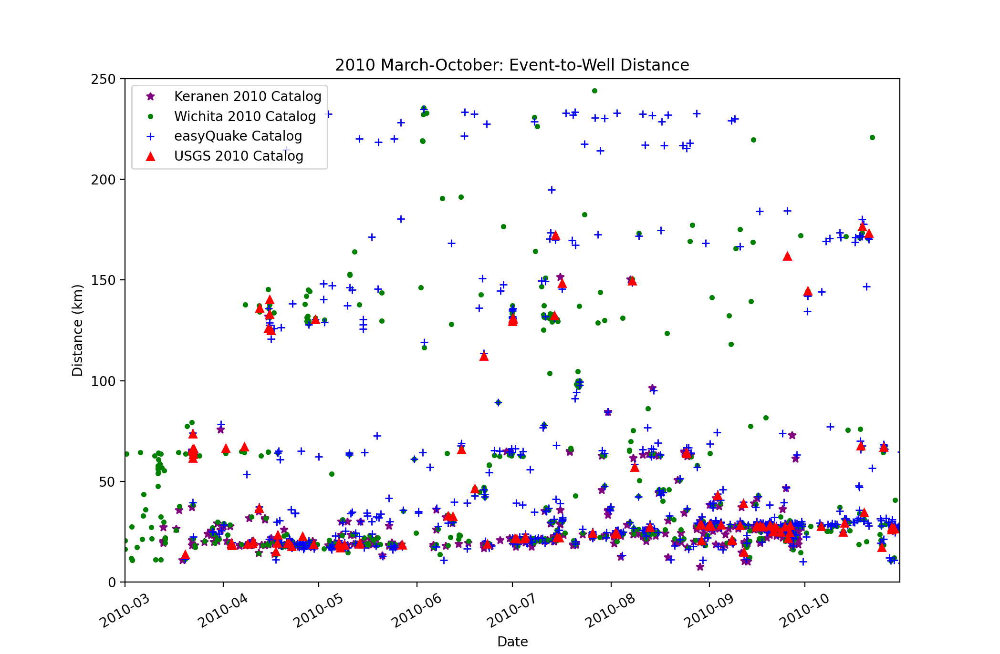 2010 March-October: Event-to-Well Distance
250
200
150
100
50
0
Distance (km)
Keranen 2010 Catalog
Wichita 2010 Catalog
easyQuake Catalog
USGS 2010 Catalog
2010-03
2010-04
2010-05
2010-06
2010-07
2010-08
2010-09
2010-10
Date